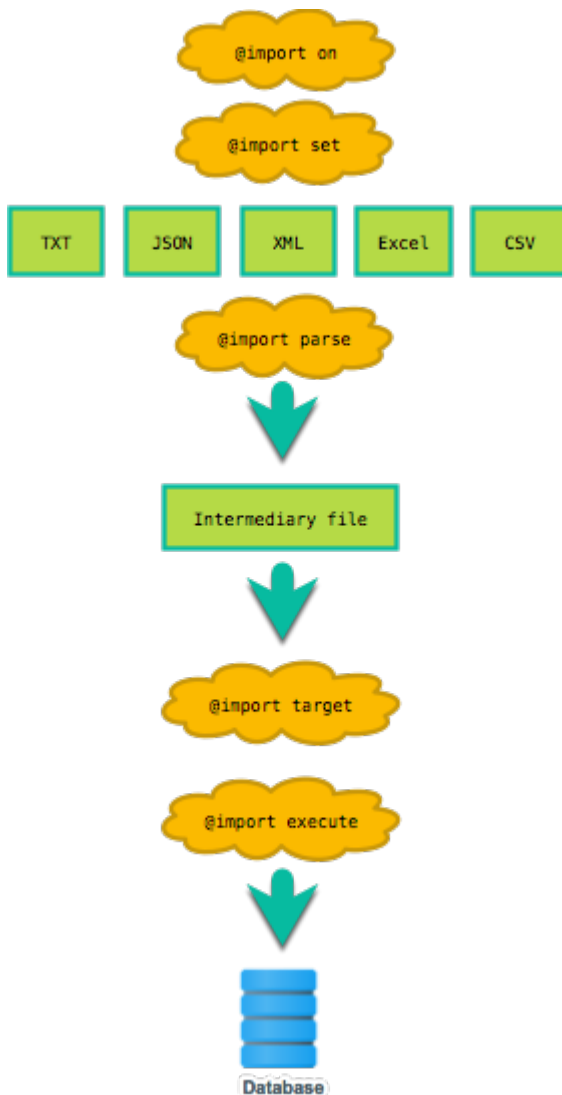 @import on
@import set
TXT JSON XML Excel CSV
@import parse
Intermediary file
@import target
@import execute
Database